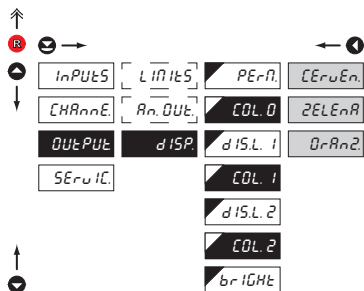 R
InPUtS LIMItS PErM. CErvEn.
CHAnnE. An. OUt. COL. 0 ZELEnA
OUtPUt dISP. dIS.L. 1 OrAnZ.
SErvIC. COL. 1
dIS.L. 2
COL. 2
brIGHt